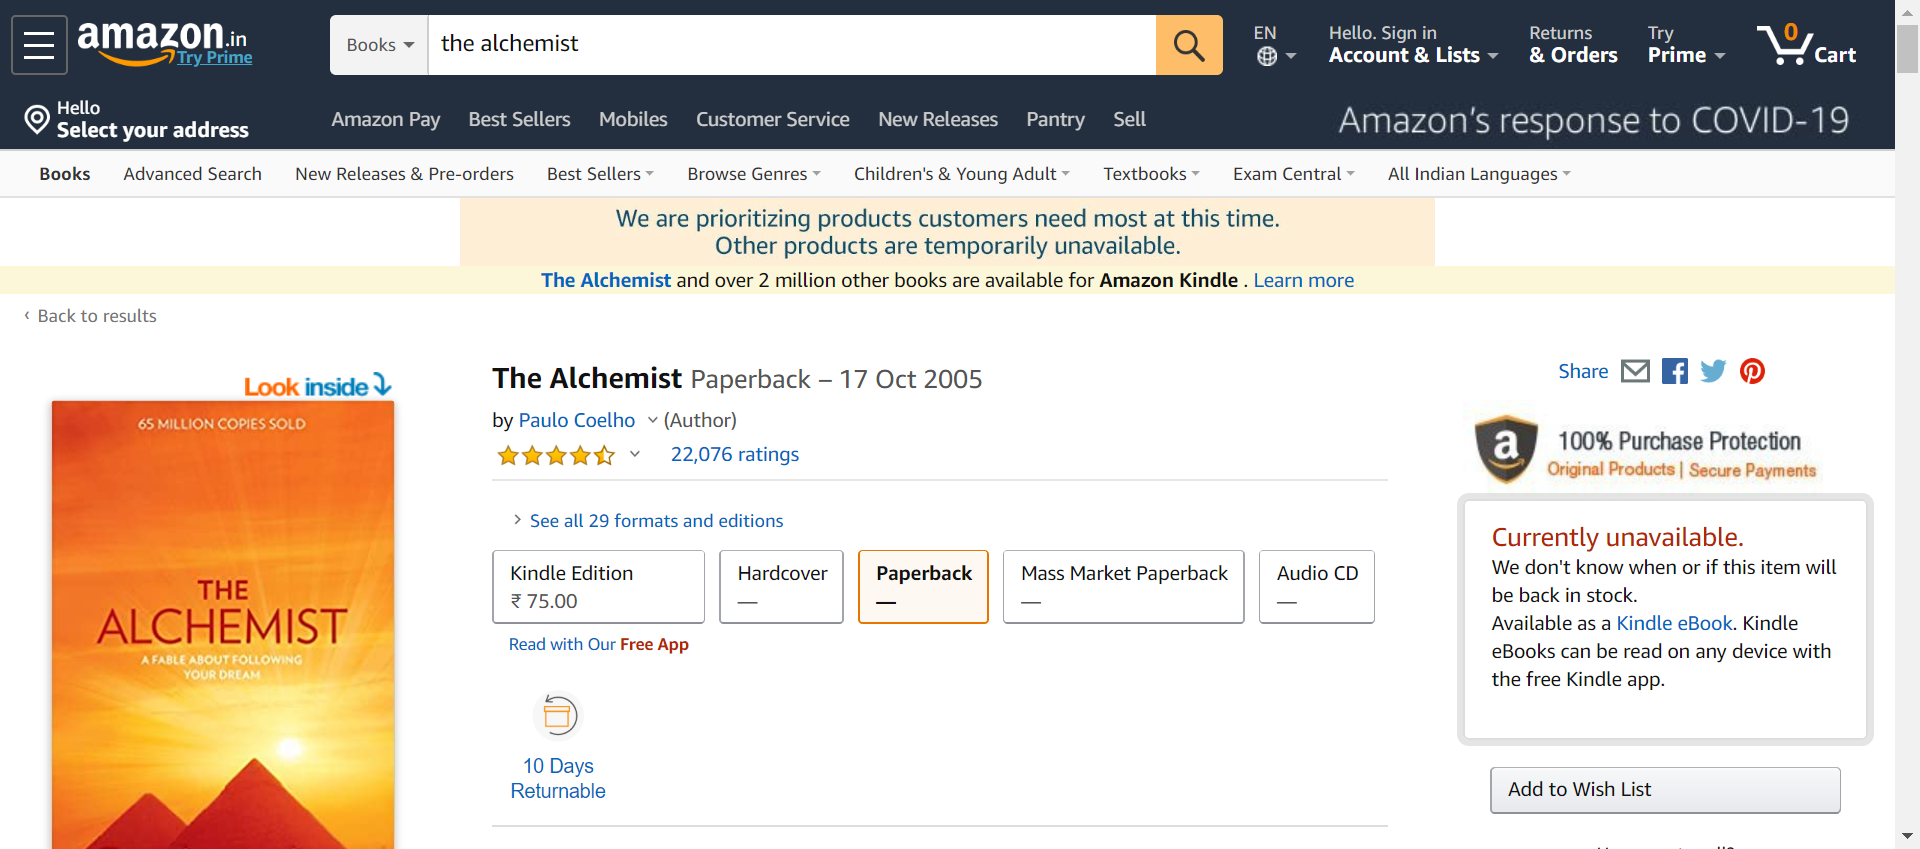 amazon.in
Try Prime
Books
the alchemist
EN
Hello. Sign in
Account & Lists
Returns
& Orders
Try
Prime
0
Cart
Hello
Select your address
Amazon Pay
Best Sellers
Mobiles
Customer Service
New Releases
Pantry
Sell
Amazon's response to COVID-19
Books
Advanced Search
New Releases & Pre-orders
Best Sellers
Browse Genres
Children's & Young Adult
Textbooks
Exam Central
All Indian Languages
We are prioritizing products customers need most at this time.
Other products are temporarily unavailable.
The Alchemist and over 2 million other books are available for Amazon Kindle . Learn more
‹ Back to results
Look inside
65 MILLION COPIES SOLD
THE
ALCHEMIST
A FABLE ABOUT FOLLOWING
YOUR DREAM
The Alchemist Paperback – 17 Oct 2005
by Paulo Coelho (Author)
22,076 ratings
See all 29 formats and editions
Kindle Edition
₹ 75.00
Hardcover
—
Paperback
—
Mass Market Paperback
—
Audio CD
—
Read with Our Free App
10 Days
Returnable
Share
a
100% Purchase Protection
Original Products | Secure Payments
Currently unavailable.
We don't know when or if this item will
be back in stock.
Available as a Kindle eBook. Kindle
eBooks can be read on any device with
the free Kindle app.
Add to Wish List